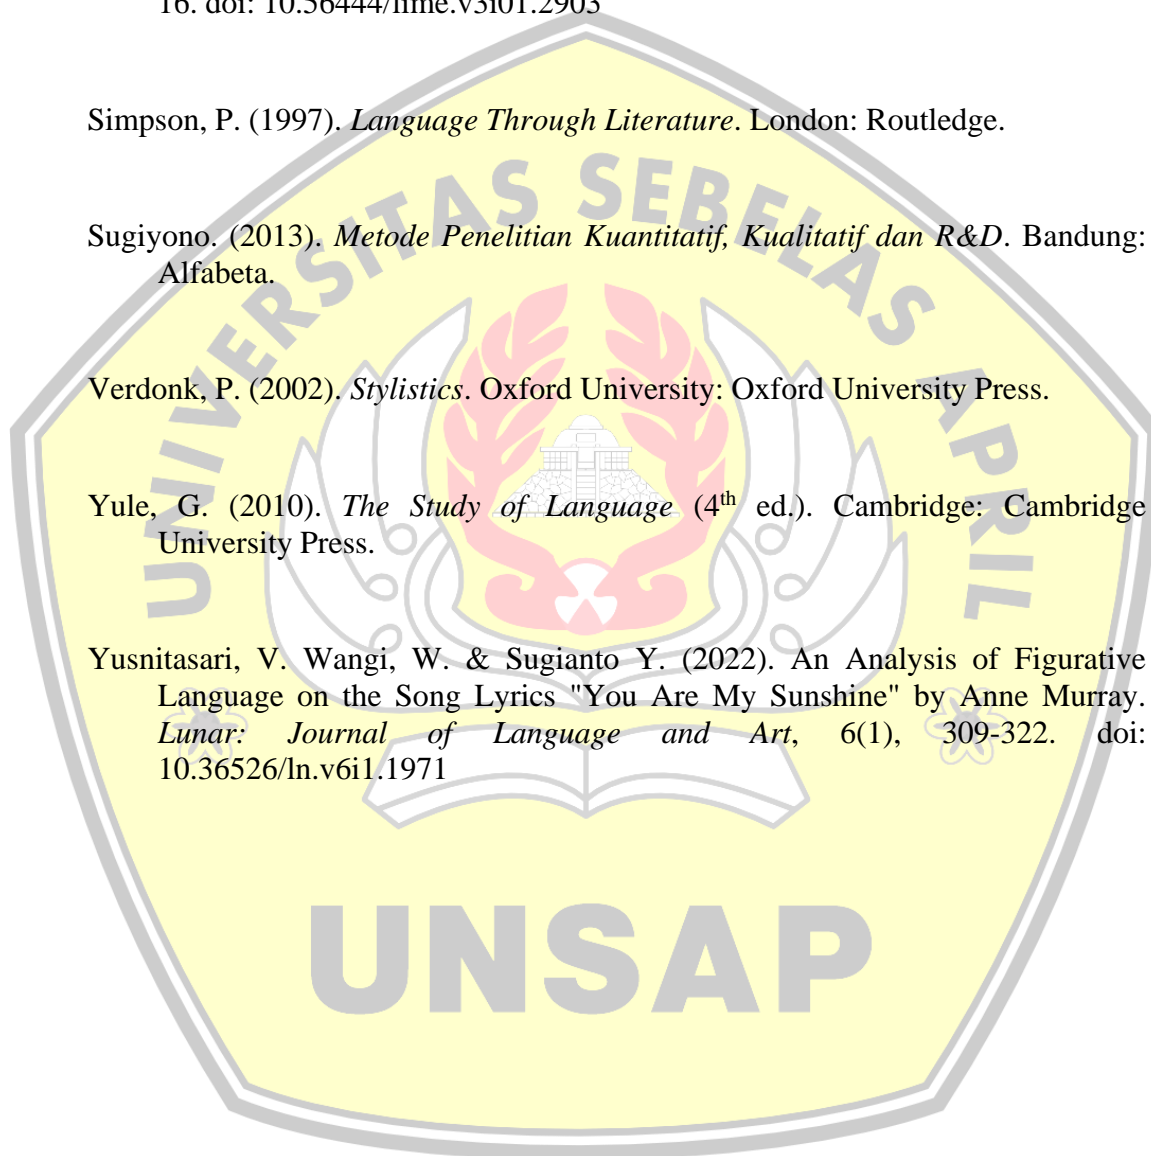 16. doi: 10.56444/lime.v3i01.2903
Simpson, P. (1997). Language Through Literature. London: Routledge.
Sugiyono. (2013). Metode Penelitian Kuantitatif, Kualitatif dan R&D. Bandung:
Alfabeta.
Verdonk, P. (2002). Stylistics. Oxford University: Oxford University Press.
Yule, G. (2010). The Study of Language (4th ed.). Cambridge: Cambridge
University Press.
Yusnitasari, V. Wangi, W. & Sugianto Y. (2022). An Analysis of Figurative
Language on the Song Lyrics "You Are My Sunshine" by Anne Murray.
Lunar: Journal of Language and Art, 6(1), 309-322. doi:
10.36526/ln.v6i1.1971
UNIVERSITAS SEBELAS APRIL
UNSAP